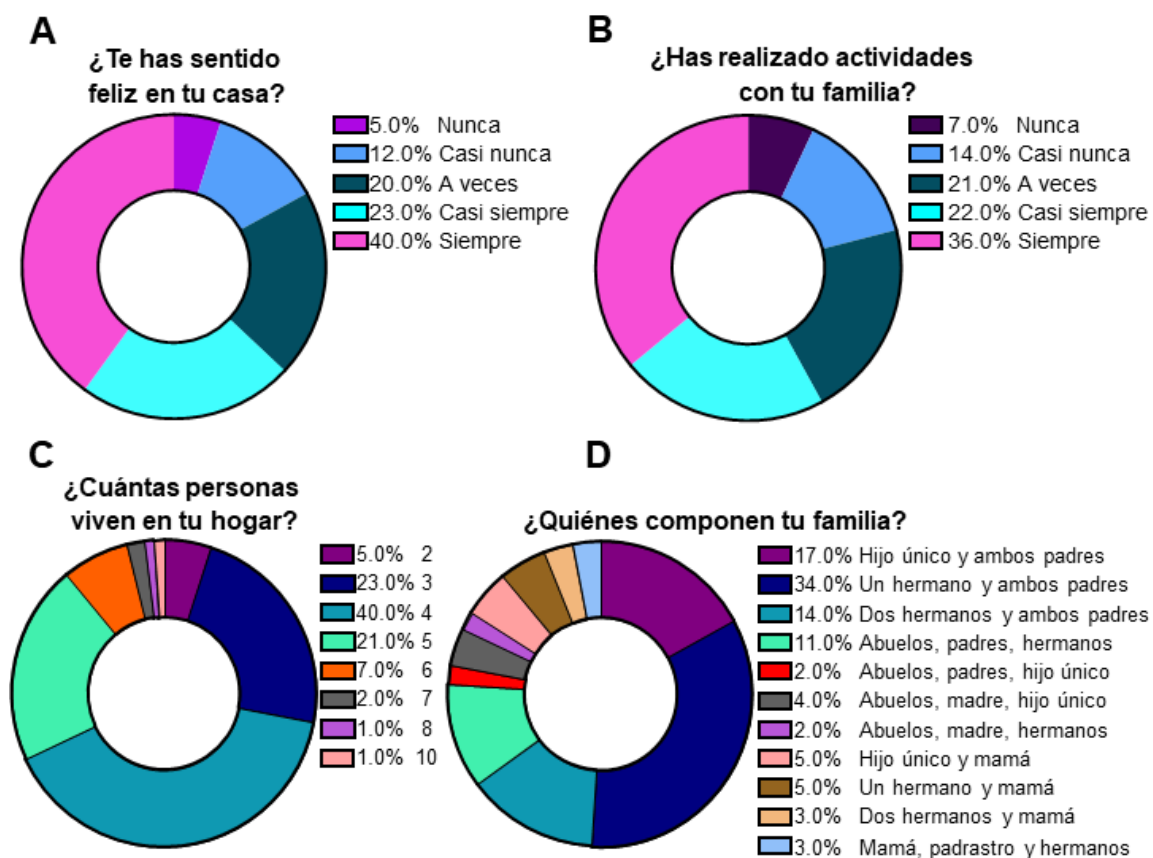 A
¿Te has sentido
feliz en tu casa?
5.0% Nunca
12.0% Casi nunca
20.0% A veces
23.0% Casi siempre
40.0% Siempre
B
¿Has realizado actividades
con tu familia?
7.0% Nunca
14.0% Casi nunca
21.0% A veces
22.0% Casi siempre
36.0% Siempre
C
¿Cuántas personas
viven en tu hogar?
5.0% 2
23.0% 3
40.0% 4
21.0% 5
7.0% 6
2.0% 7
1.0% 8
1.0% 10
D
¿Quiénes componen tu familia?
17.0% Hijo único y ambos padres
34.0% Un hermano y ambos padres
14.0% Dos hermanos y ambos padres
11.0% Abuelos, padres, hermanos
2.0% Abuelos, padres, hijo único
4.0% Abuelos, madre, hijo único
2.0% Abuelos, madre, hermanos
5.0% Hijo único y mamá
5.0% Un hermano y mamá
3.0% Dos hermanos y mamá
3.0% Mamá, padrastro y hermanos